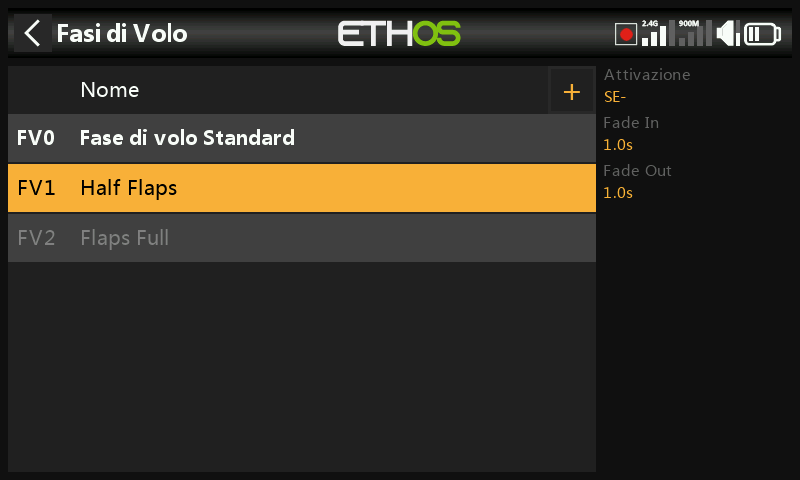 Fasi di Volo
ETHOS
2.4G
900M
Nome
+
FV0 Fase di volo Standard
FV1 Half Flaps
FV2 Flaps Full
Attivazione
SE-
Fade In
1.0s
Fade Out
1.0s